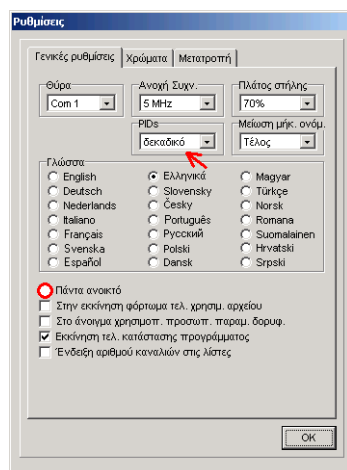 Ρυθμίσεις
Γενικές ρυθμίσεις Χρώματα Μετατροπή
Θύρα Ανοχή Συχν. Πλάτος στήλης
Com 1 5 MHz 70%
PIDs Μείωση μήκ. ονόμ.
δεκαδικό Τέλος
Γλώσσα
English Ελληνικά Magyar
Deutsch Slovensky Türkçe
Nederlands Česky Norsk
Italiano Português Romana
Français Русский Suomalainen
Svenska Polski Hrvatski
Español Dansk Srpski
Πάντα ανοικτό
Στην εκκίνηση φόρτωμα τελ. χρησιμ. αρχείου
Στο άνοιγμα χρησιμοπ. προσωπ. παραμ. δορυφ.
Εκκίνηση τελ. κατάστασης προγράμματος
Ένδειξη αριθμού καναλιών στις λίστες
OK